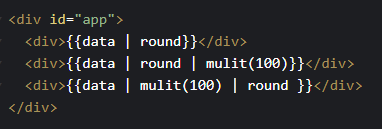 <div id="app">
  <div>{{data | round}}</div>
  <div>{{data | round | mulit(100)}}</div>
  <div>{{data | mulit(100) | round }}</div>
</div>